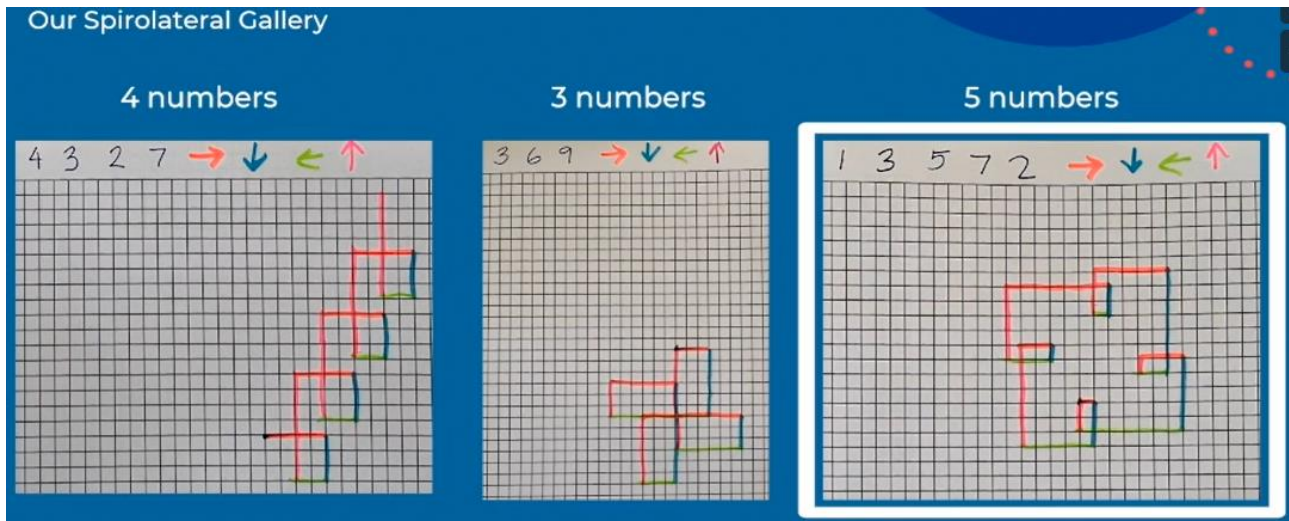 Our Spirolateral Gallery
4 numbers
3 numbers
5 numbers
4 3 2 7 → ↓ ← ↑
3 6 9 → ↓ ← ↑
1 3 5 7 2 → ↓ ← ↑